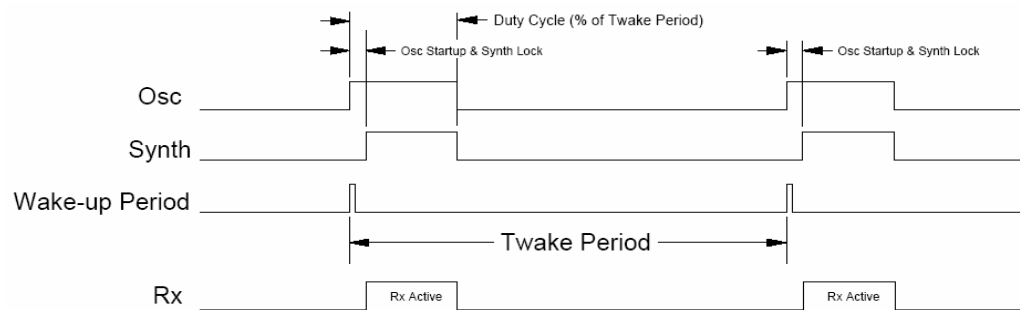 Duty Cycle (% of Twake Period)
Osc Startup & Synth Lock
Osc Startup & Synth Lock
Osc
Synth
Wake-up Period
Twake Period
Rx
Rx Active
Rx Active